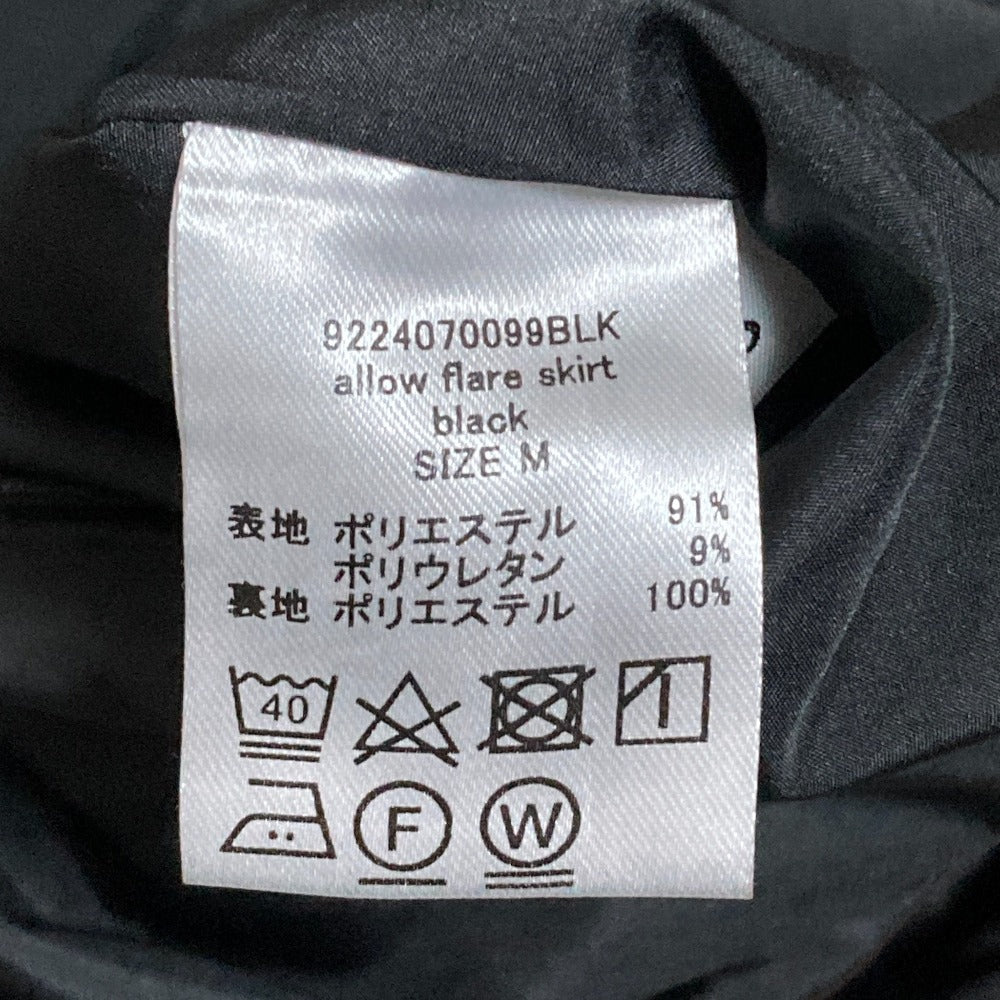 9224070099BLK
allow flare skirt
black
SIZE M
表地 ポリエステル 91%
ポリウレタン 9%
裏地 ポリエステル 100%
40
F
W